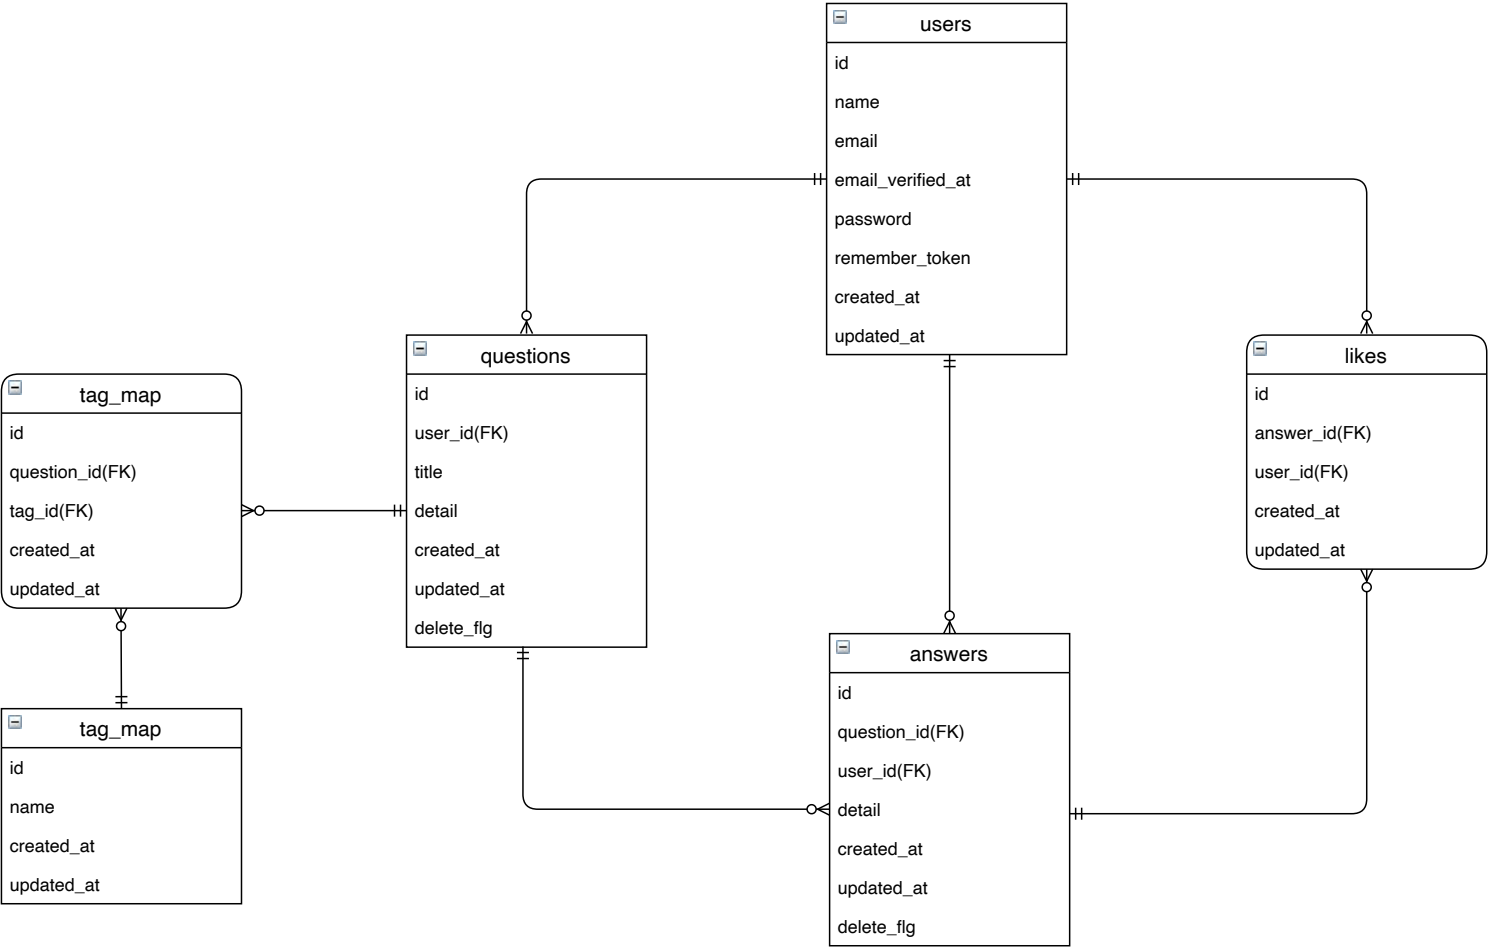 users
id
name
email
email_verified_at
password
remember_token
created_at
updated_at
questions
id
user_id(FK)
title
detail
created_at
updated_at
delete_flg
likes
id
answer_id(FK)
user_id(FK)
created_at
updated_at
tag_map
id
question_id(FK)
tag_id(FK)
created_at
updated_at
answers
id
question_id(FK)
user_id(FK)
detail
created_at
updated_at
delete_flg
tag_map
id
name
created_at
updated_at